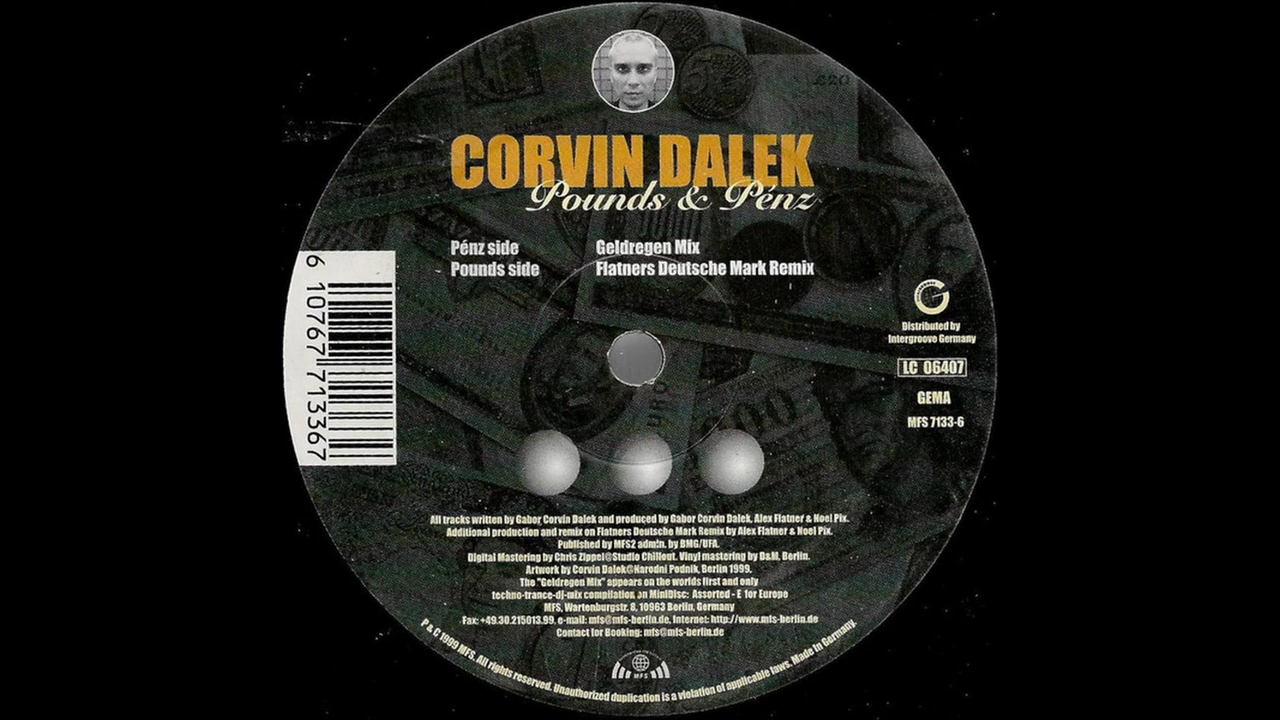 £20
CORVIN DALEK
Pounds & Pénz
Pénz side Geldregen Mix
Pounds side Flatners Deutsche Mark Remix
6 10767 71336 7
Distributed by
Intergroove Germany
LC 06407
GEMA
MFS 7133-6
All tracks written by Gabor Corvin Dalek and produced by Gabor Corvin Dalek, Alex Flatner & Noel Pix.
Additional production and remix on Flatners Deutsche Mark Remix by Alex Flatner & Noel Pix.
Published by MFS2 admin. by BMG/UFA.
Digital Mastering by Chris Zippel@Studio Chillout. Vinyl mastering by D&M, Berlin.
Artwork by Corvin Dalek@Narodni Podnik, Berlin 1999.
The "Geldregen Mix" appears on the worlds first and only
techno-trance-dj-mix compilation on MiniDisc: Assorted - E for Europe
MFS, Wartenburgstr. 8, 10963 Berlin, Germany
Fax: +49.30.215013.99, e-mail: mfs@mfs-berlin.de, Internet: http://www.mfs-berlin.de
Contact for Booking: mfs@mfs-berlin.de
MFS
P & C 1999 MFS. All rights reserved. Unauthorized duplication is a violation of applicable laws. Made In Germany.